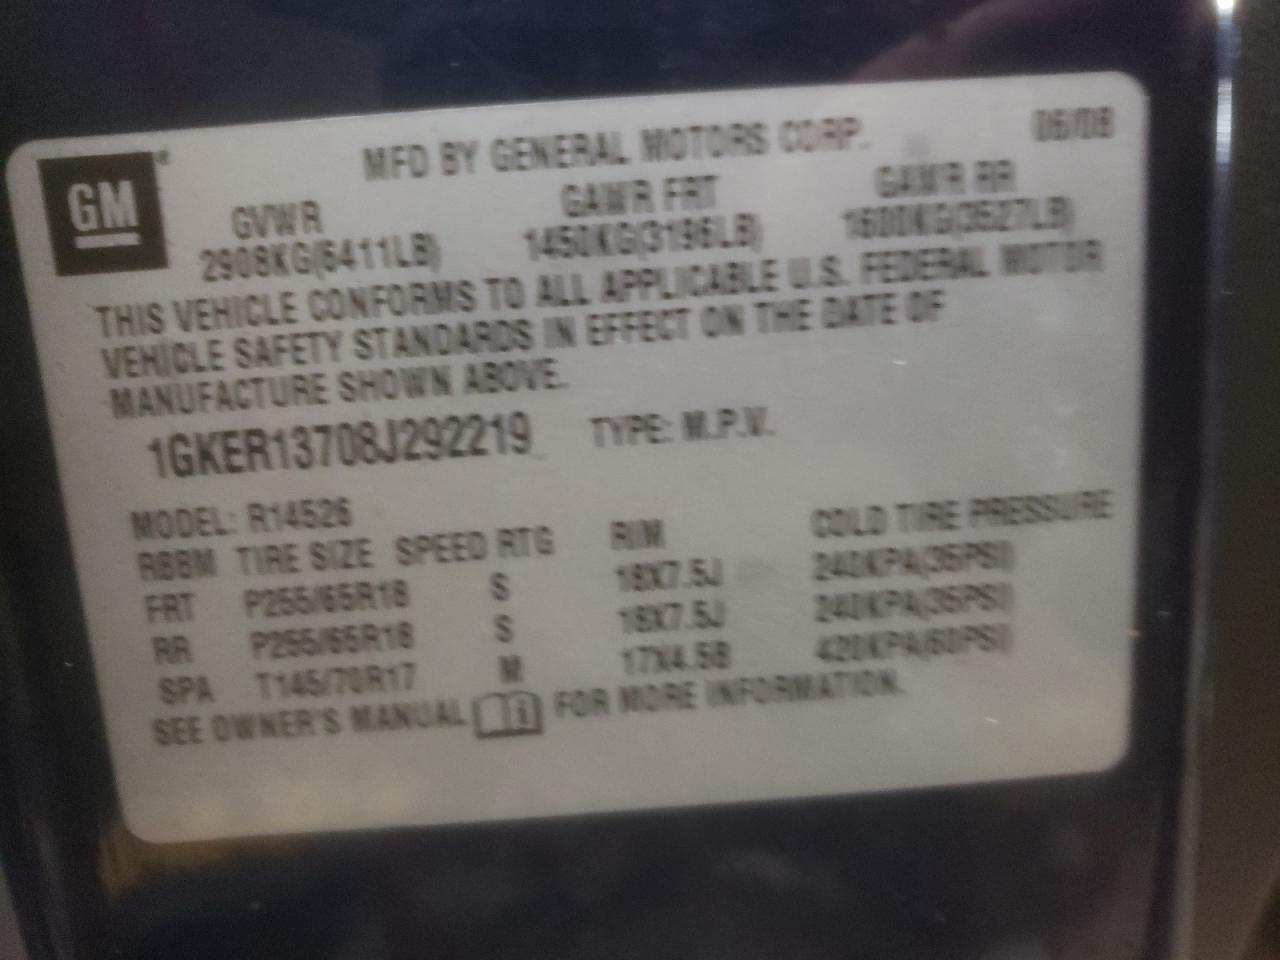 GM
MFD BY GENERAL MOTORS CORP. 06/08
GVWR GAWR FRT GAWR RR
2908KG(6411LB) 1450KG(3196LB) 1600KG(3527LB)
THIS VEHICLE CONFORMS TO ALL APPLICABLE U.S. FEDERAL MOTOR
VEHICLE SAFETY STANDARDS IN EFFECT ON THE DATE OF
MANUFACTURE SHOWN ABOVE.
1GKER13708J292219 TYPE: M.P.V.
MODEL: R14526
RBBM TIRE SIZE SPEED RTG RIM COLD TIRE PRESSURE
FRT P255/65R18 S 18X7.5J 240KPA(35PSI)
RR P255/65R18 S 18X7.5J 240KPA(35PSI)
SPA T145/70R17 M 17X4.5B 420KPA(60PSI)
SEE OWNER'S MANUAL i FOR MORE INFORMATION.